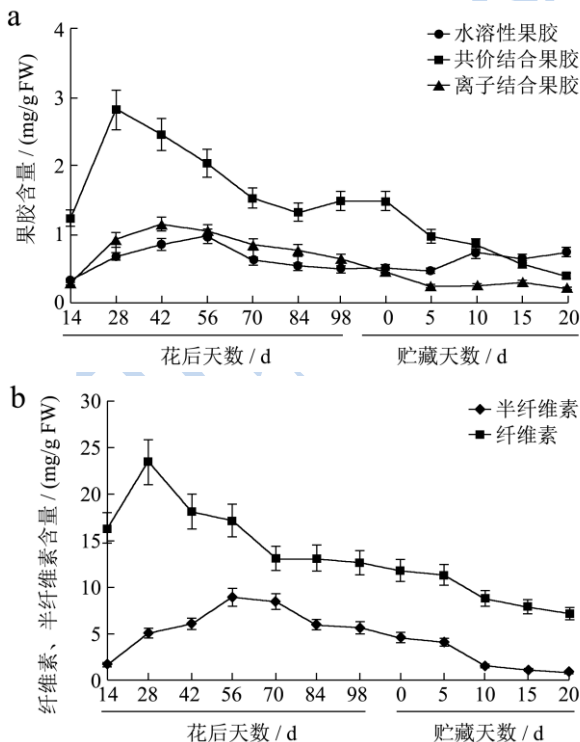 a
水溶性果胶
共价结合果胶
离子结合果胶
果胶含量 / (mg/g FW)
4
3
2
1
0
14 28 42 56 70 84 98 0 5 10 15 20
花后天数 / d 贮藏天数 / d
b
半纤维素
纤维素
纤维素、半纤维素含量 / (mg/g FW)
30
25
20
15
10
5
0
14 28 42 56 70 84 98 0 5 10 15 20
花后天数 / d 贮藏天数 / d